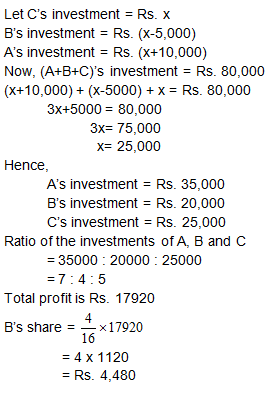 Let C's investment = Rs. x
B's investment = Rs. (x-5,000)
A's investment = Rs. (x+10,000)
Now, (A+B+C)'s investment = Rs. 80,000
(x+10,000) + (x-5000) + x = Rs. 80,000
3x+5000 = 80,000
3x= 75,000
x= 25,000
Hence,
A's investment = Rs. 35,000
B's investment = Rs. 20,000
C's investment = Rs. 25,000
Ratio of the investments of A, B and C
= 35000 : 20000 : 25000
= 7 : 4 : 5
Total profit is Rs. 17920
B's share = 4/16 ×17920
= 4 x 1120
= Rs. 4,480